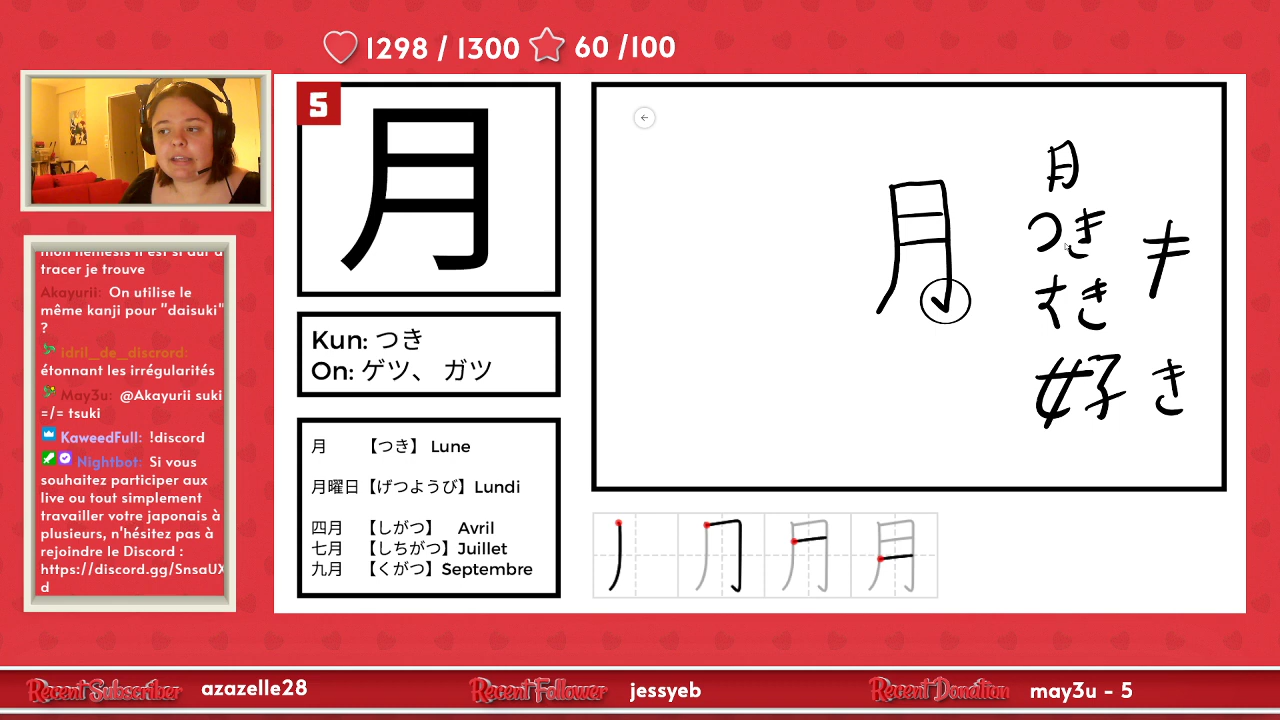 1298 / 1300 60 /100
mon némésis il est si dur à
tracer je trouve
Akayurii: On utilise le
même kanji pour "daisuki"
?
idril_de_discrord:
étonnant les irrégularités
May3u: @Akayurii suki
=/= tsuki
KaweedFull: !discord
Nightbot: Si vous
souhaitez participer aux
live ou tout simplement
travailler votre japonais à
plusieurs, n'hésitez pas à
rejoindre le Discord :
https://discord.gg/SnsaUX
d
5
月
Kun: つき
On: ゲツ、 ガツ
月 【つき】 Lune
月曜日【げつようび】Lundi
四月 【しがつ】 Avril
七月 【しちがつ】Juillet
九月 【くがつ】Septembre
月
月
つき
すき
キ
好き
Recent Subscriber azazelle28
Recent Follower jessyeb
Recent Donation may3u - 5